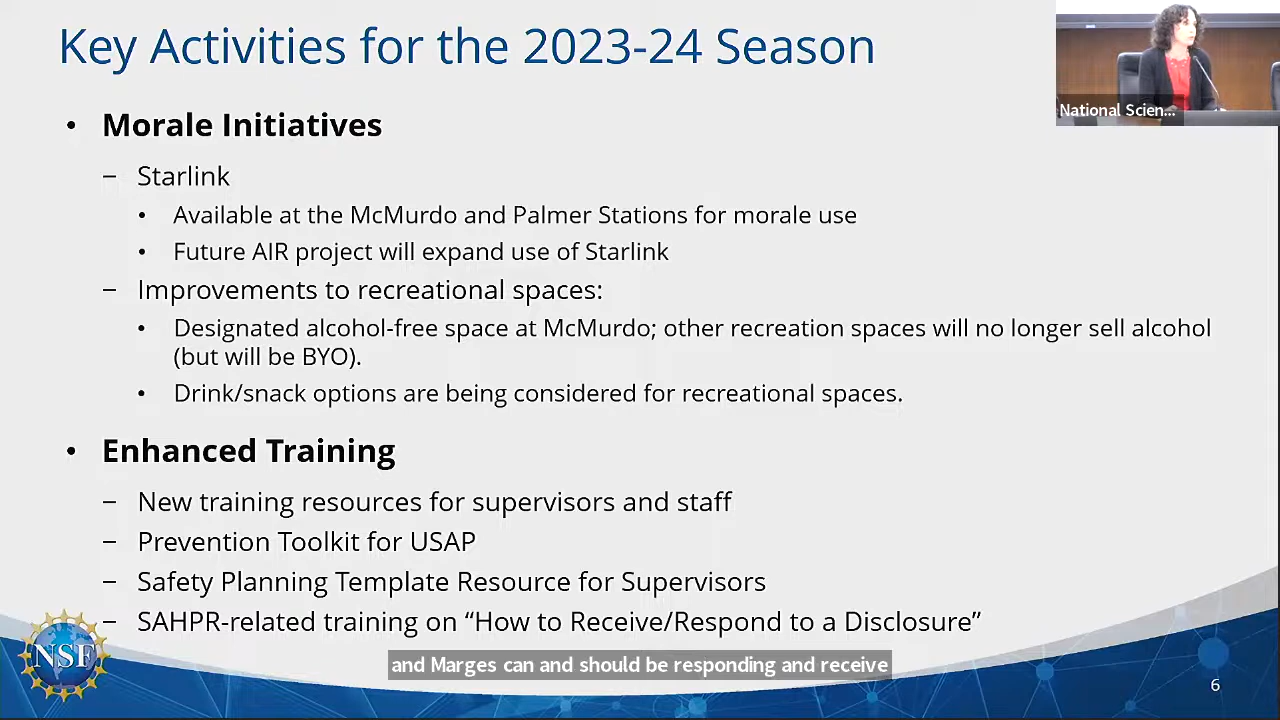 Key Activities for the 2023-24 Season
National Scien...
• Morale Initiatives
– Starlink
• Available at the McMurdo and Palmer Stations for morale use
• Future AIR project will expand use of Starlink
– Improvements to recreational spaces:
• Designated alcohol-free space at McMurdo; other recreation spaces will no longer sell alcohol
(but will be BYO).
• Drink/snack options are being considered for recreational spaces.
• Enhanced Training
– New training resources for supervisors and staff
– Prevention Toolkit for USAP
– Safety Planning Template Resource for Supervisors
– SAHPR-related training on “How to Receive/Respond to a Disclosure”
NSF
and Marges can and should be responding and receive
6